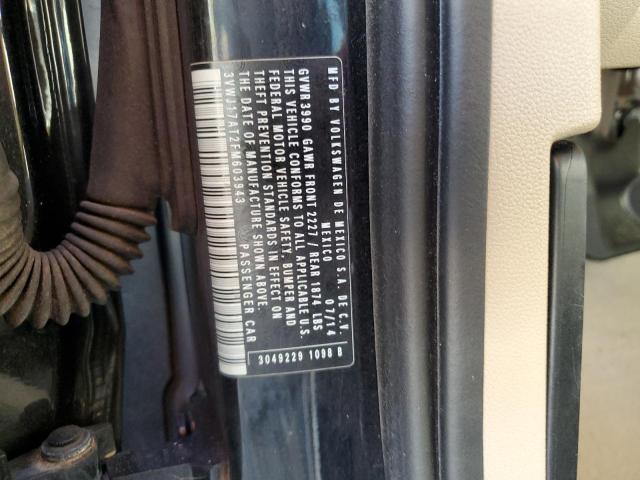 MFD BY VOLKSWAGEN DE MEXICO S.A. DE C.V.
MEXICO 07/14
GVWR 3990 GAWR FRONT 2227 / REAR 1874 LBS
THIS VEHICLE CONFORMS TO ALL APPLICABLE U.S.
FEDERAL MOTOR VEHICLE SAFETY, BUMPER AND
THEFT PREVENTION STANDARDS IN EFFECT ON
THE DATE OF MANUFACTURE SHOWN ABOVE.
3VWJ17AT2FM603943 PASSENGER CAR
3049229 1098 B